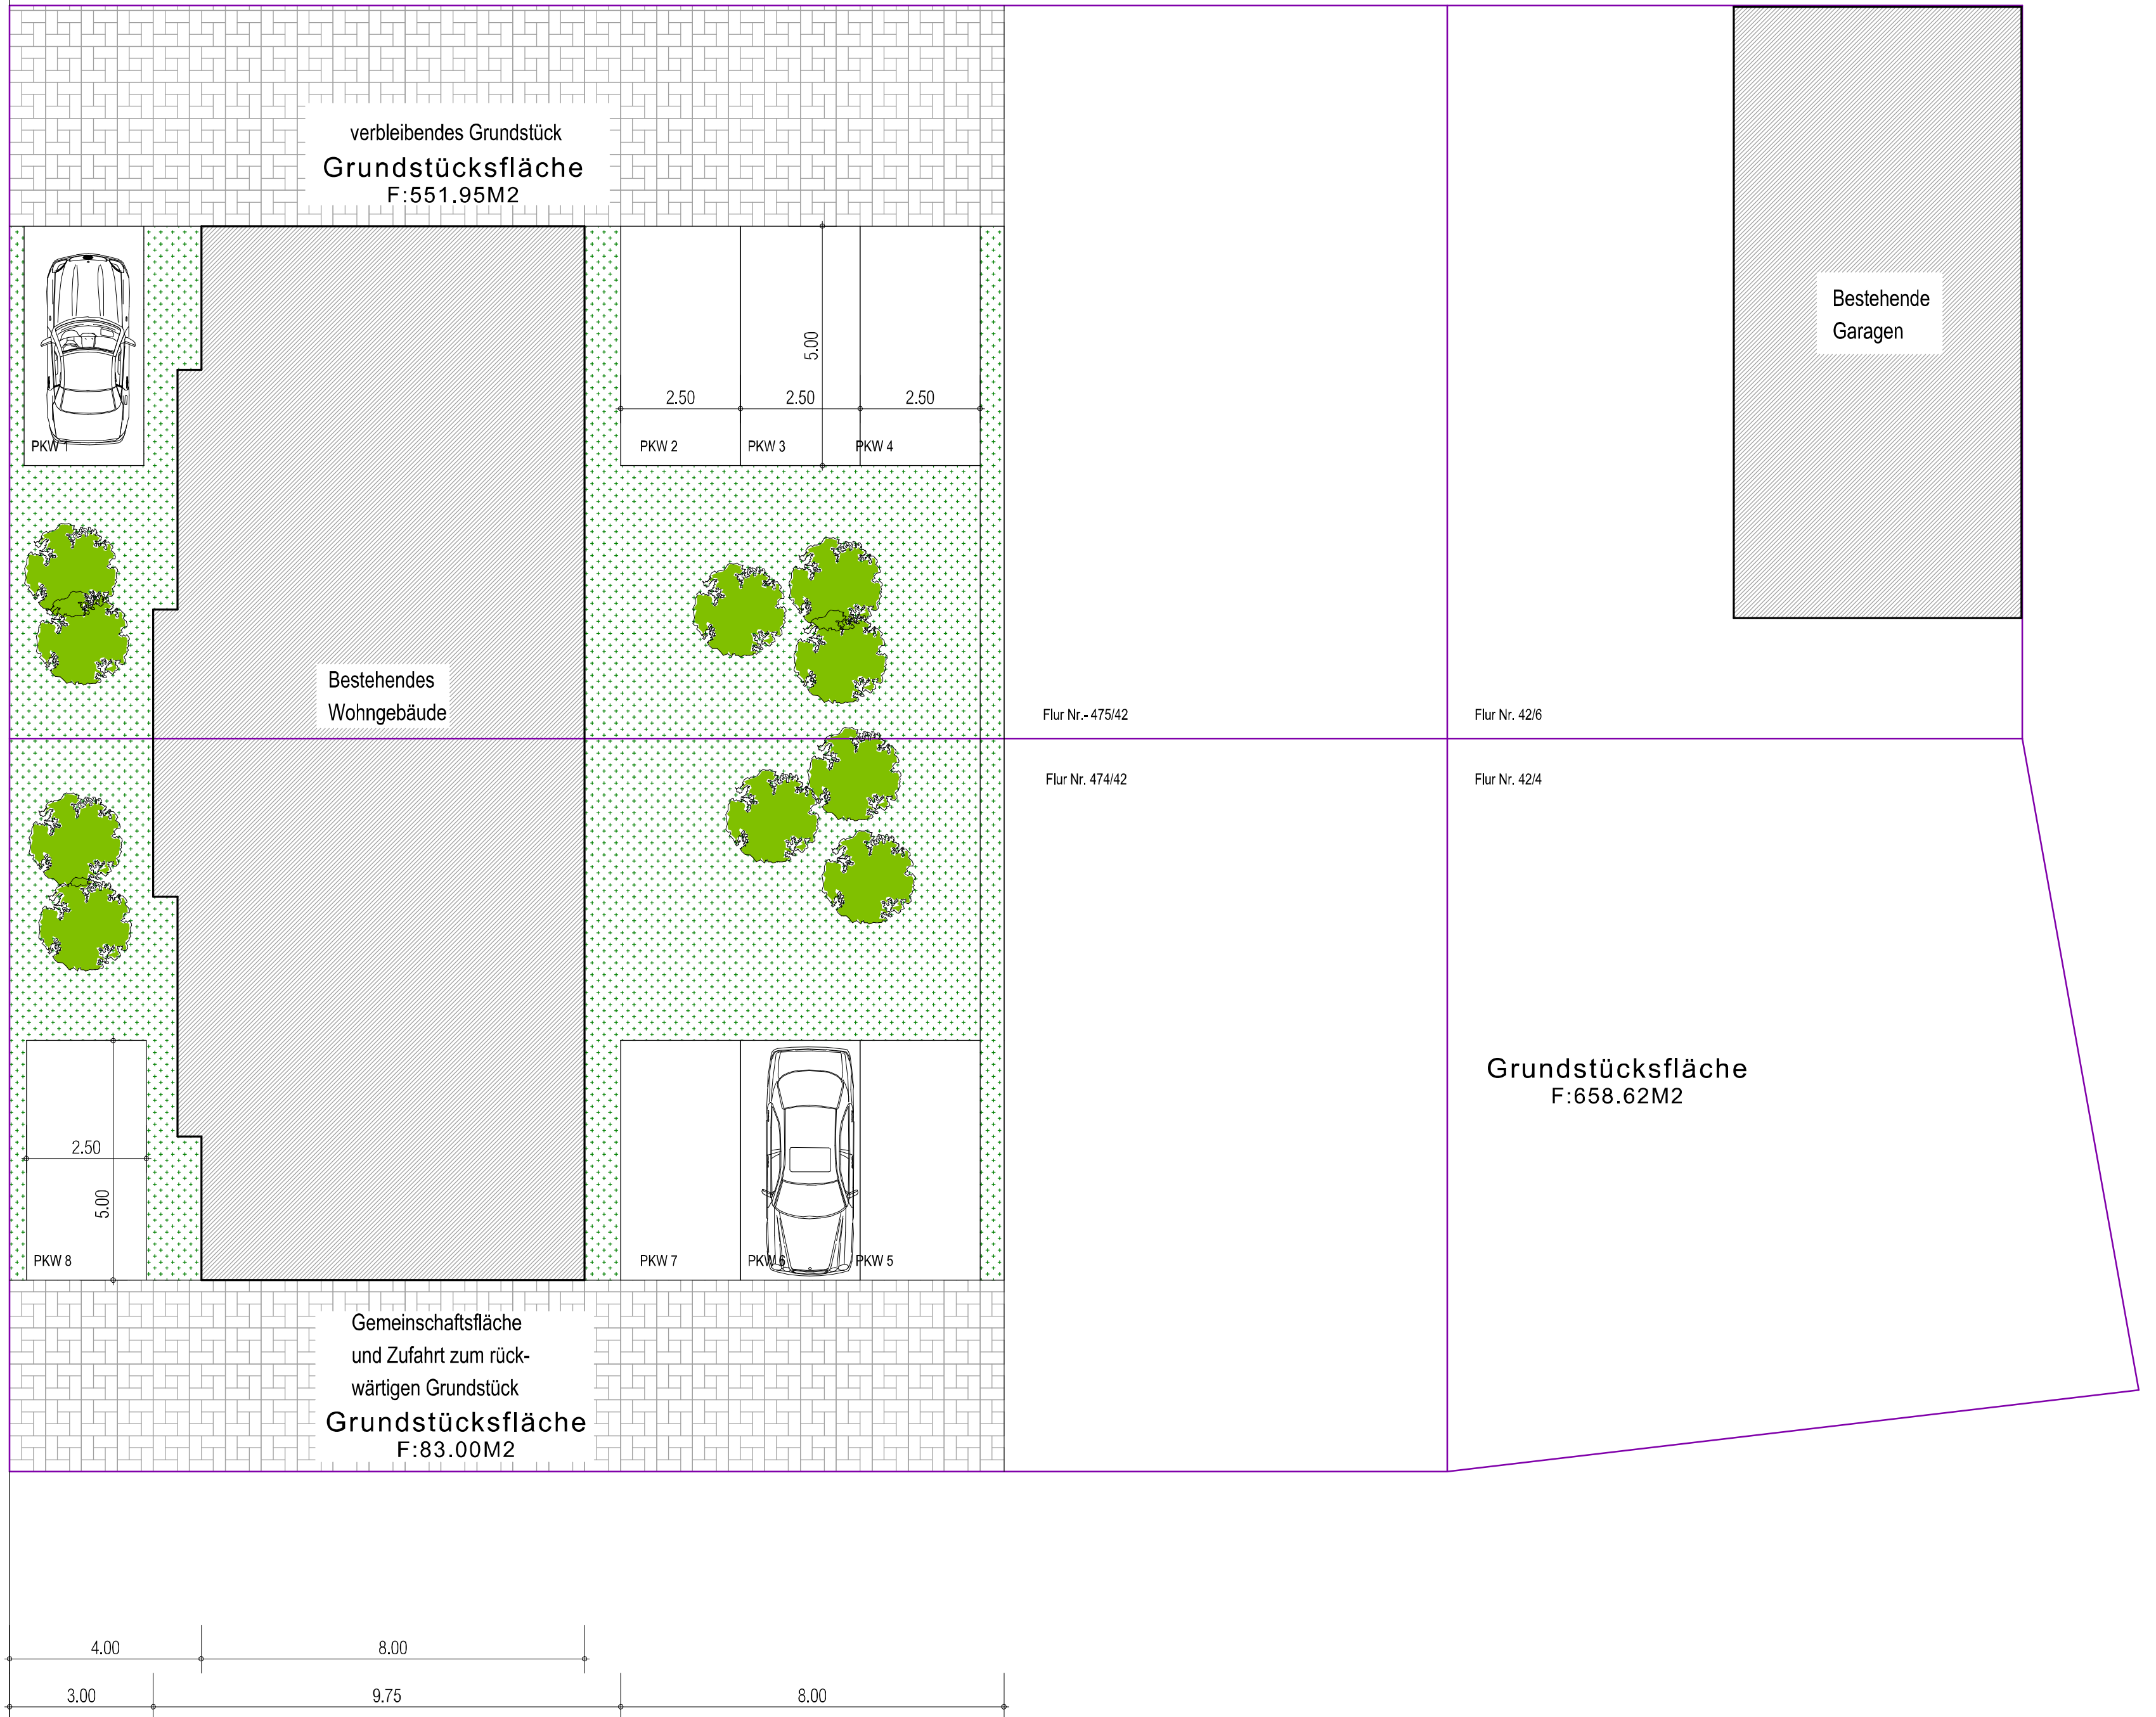 verbleibendes Grundstück
Grundstücksfläche
F:551.95M2
Bestehende
Garagen
5.00
2.50
2.50
2.50
PKW 1
PKW 2
PKW 3
PKW 4
Bestehendes
Wohngebäude
Flur Nr.- 475/42
Flur Nr. 42/6
Flur Nr. 474/42
Flur Nr. 42/4
Grundstücksfläche
F:658.62M2
2.50
5.00
PKW 8
PKW 7
PKW 6
PKW 5
Gemeinschaftsfläche
und Zufahrt zum rück-
wärtigen Grundstück
Grundstücksfläche
F:83.00M2
4.00
8.00
3.00
9.75
8.00